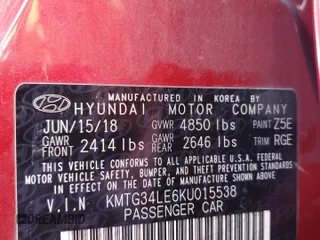 MANUFACTURED IN KOREA BY
HYUNDAI MOTOR COMPANY
JUN/15/18 GVWR 4850 lbs PAINT Z5E
GAWR FRONT 2414 lbs GAWR REAR 2646 lbs TRIM RGE
THIS VEHICLE CONFORMS TO ALL APPLICABLE
U.S. FEDERAL MOTOR VEHICLE SAFETY,
BUMPER, AND THEFT PREVENTION STANDARDS
IN EFFECT ON THE DATE OF
MANUFACTURE SHOWN ABOVE.
V.I.N KMTG34LE6KU015538
PASSENGER CAR